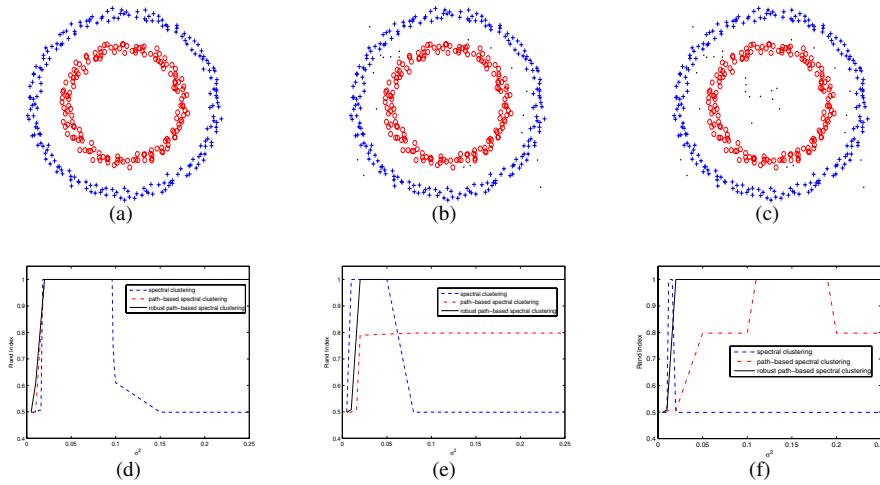 (a)
(b)
(c)
1
0.9
0.8
0.7
0.6
0.5
0.4
Rand Index
0
0.05
0.1
0.15
0.2
0.25
σ²
spectral clustering
path-based spectral clustering
robust path-based spectral clustering
(d)
1
0.9
0.8
0.7
0.6
0.5
0.4
Rand Index
0
0.05
0.1
0.15
0.2
0.25
σ²
spectral clustering
path-based spectral clustering
robust path-based spectral clustering
(e)
1
0.9
0.8
0.7
0.6
0.5
0.4
Rand Index
0
0.05
0.1
0.15
0.2
0.25
σ²
spectral clustering
path-based spectral clustering
robust path-based spectral clustering
(f)